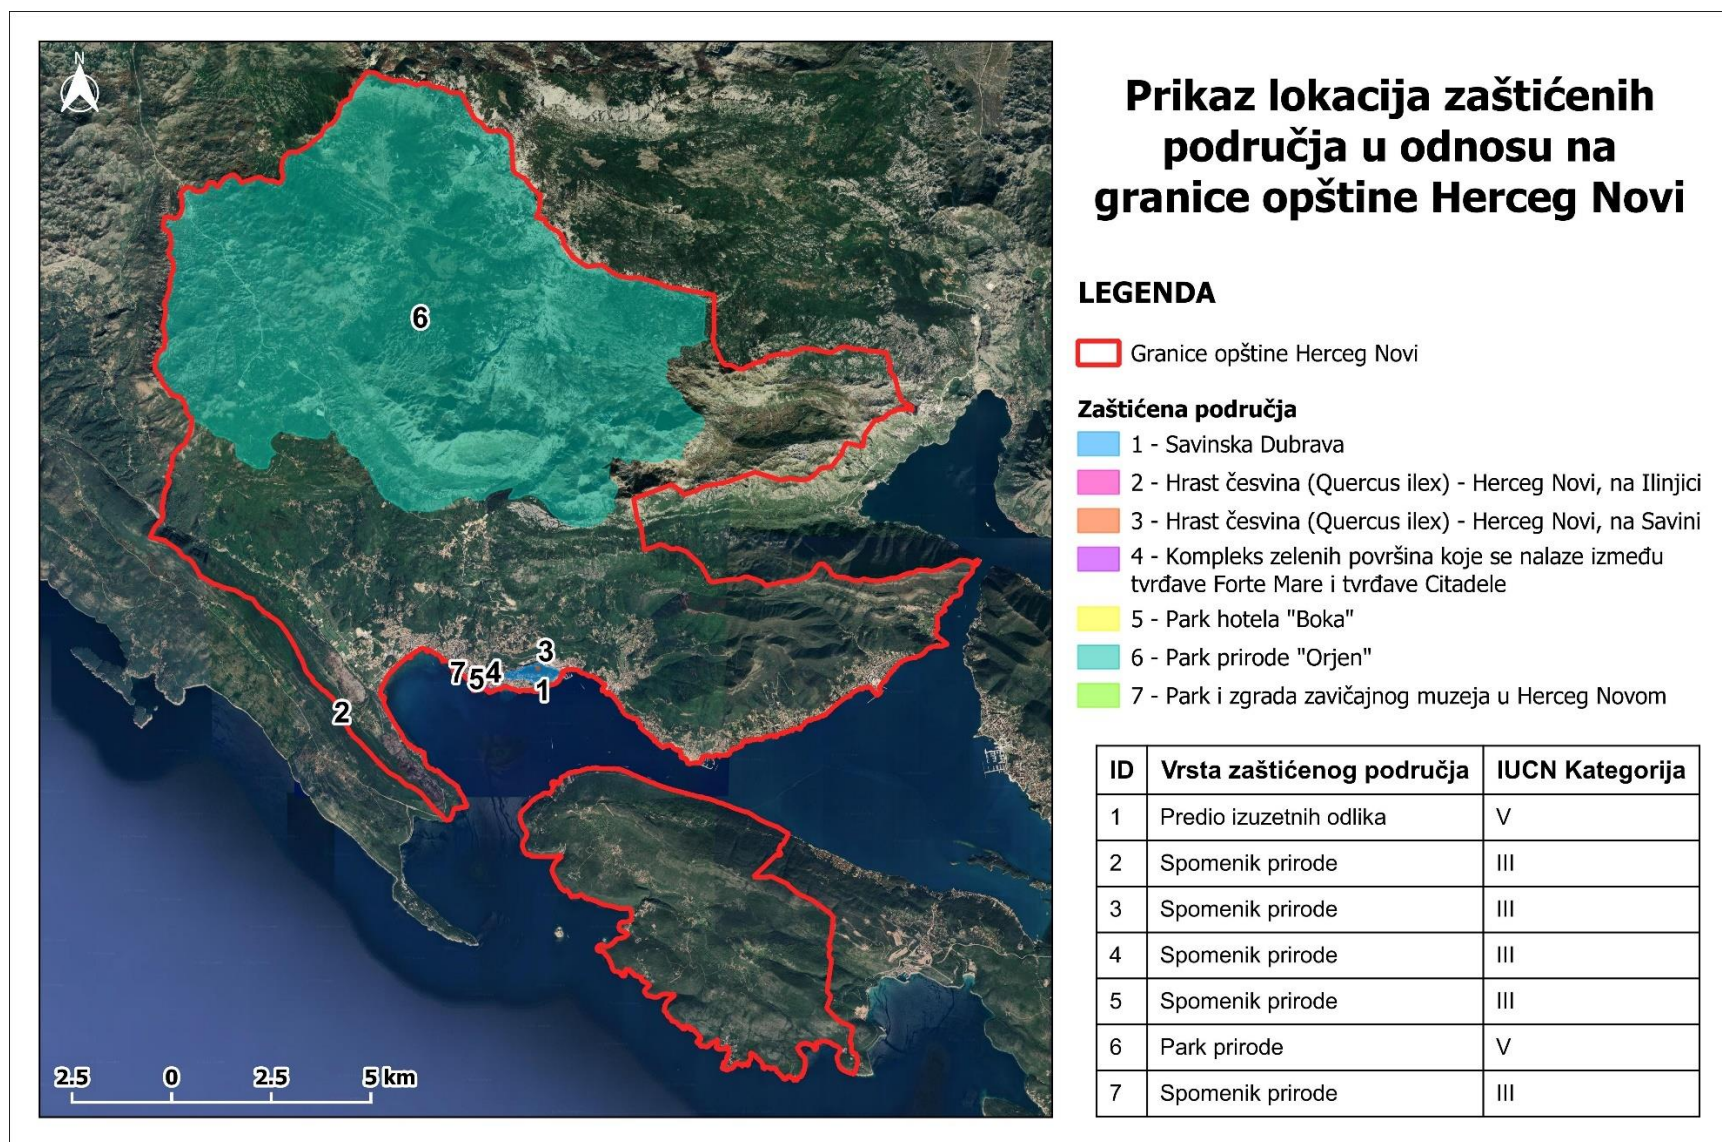 Prikaz lokacija zaštićenih
područja u odnosu na
granice opštine Herceg Novi
LEGENDA
Granice opštine Herceg Novi
Zaštićena područja
1 - Savinska Dubrava
2 - Hrast česvina (Quercus ilex) - Herceg Novi, na Ilinjici
3 - Hrast česvina (Quercus ilex) - Herceg Novi, na Savini
4 - Kompleks zelenih površina koje se nalaze između
tvrđave Forte Mare i tvrđave Citadele
5 - Park hotela "Boka"
6 - Park prirode "Orjen"
7 - Park i zgrada zavičajnog muzeja u Herceg Novom
ID Vrsta zaštićenog područja IUCN Kategorija
1 Predio izuzetnih odlika V
2 Spomenik prirode III
3 Spomenik prirode III
4 Spomenik prirode III
5 Spomenik prirode III
6 Park prirode V
7 Spomenik prirode III
N
6
3
7 5 4
1
2
2.5 0 2.5 5 km